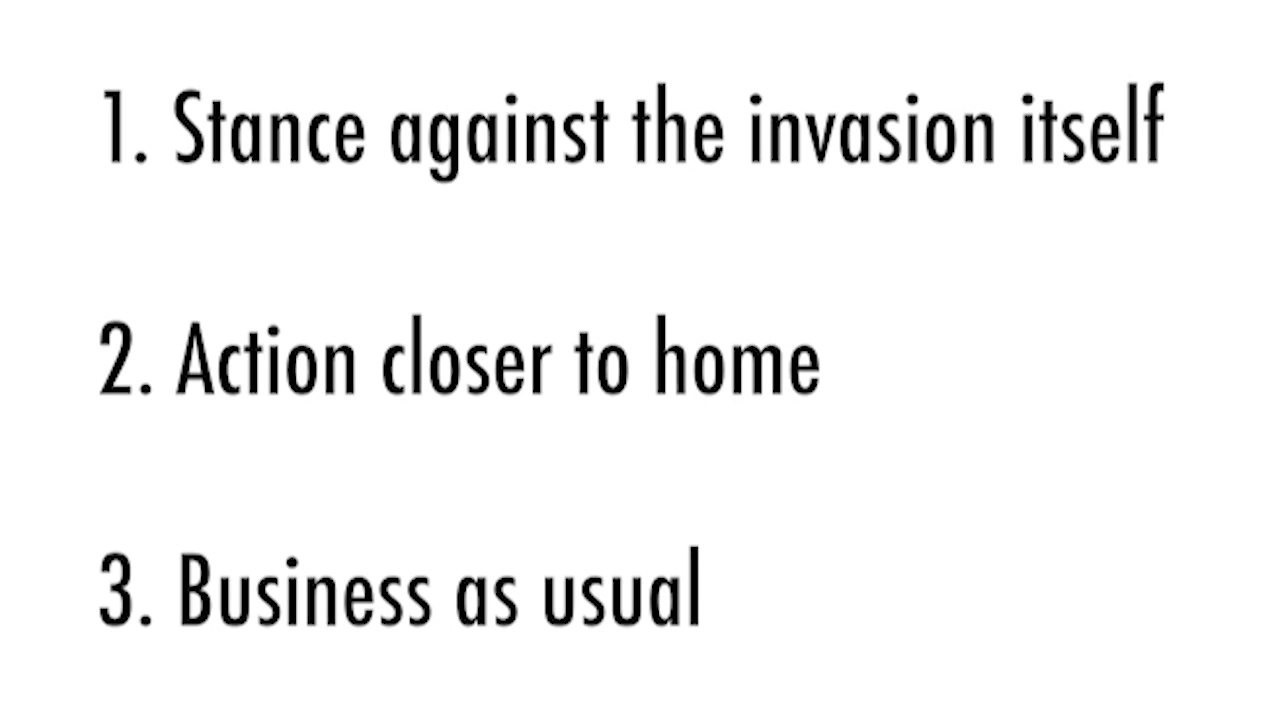 1. Stance against the invasion itself
2. Action closer to home
3. Business as usual